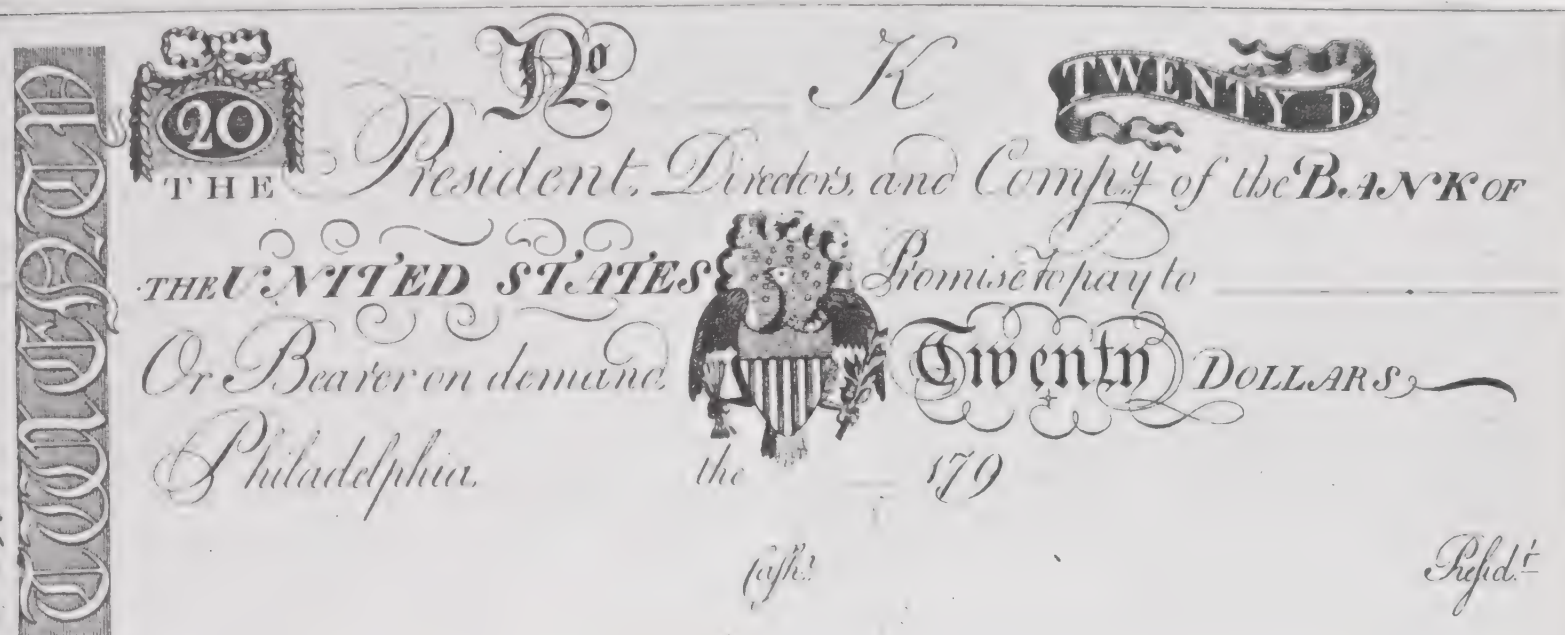 TWENTY
20 No. K TWENTY D.
THE President, Directors, and Compy. of the BANK OF
THE UNITED STATES Promise to pay to
Or Bearer on demand, Twenty DOLLARS,
Philadelphia, the 179
Cashr. Presidt.